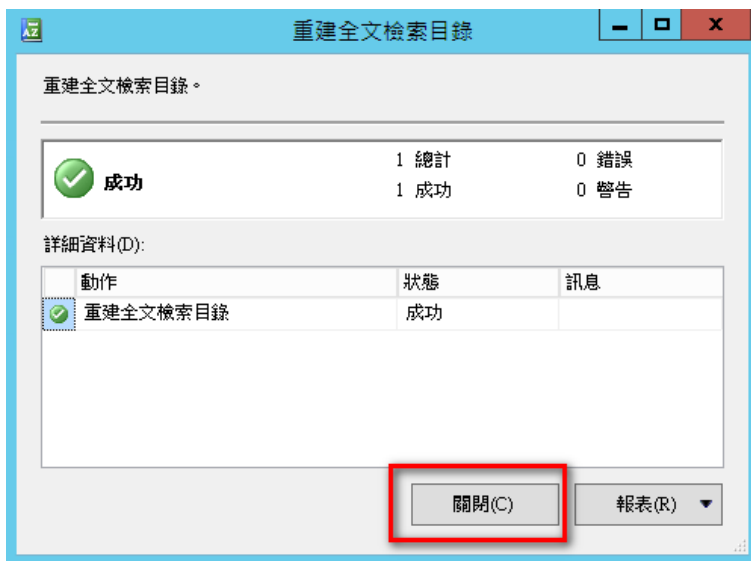 重建全文檢索目錄
重建全文檢索目錄。
成功
1 總計 0 錯誤
1 成功 0 警告
詳細資料(D):
動作 狀態 訊息
重建全文檢索目錄 成功
關閉(C) 報表(R)